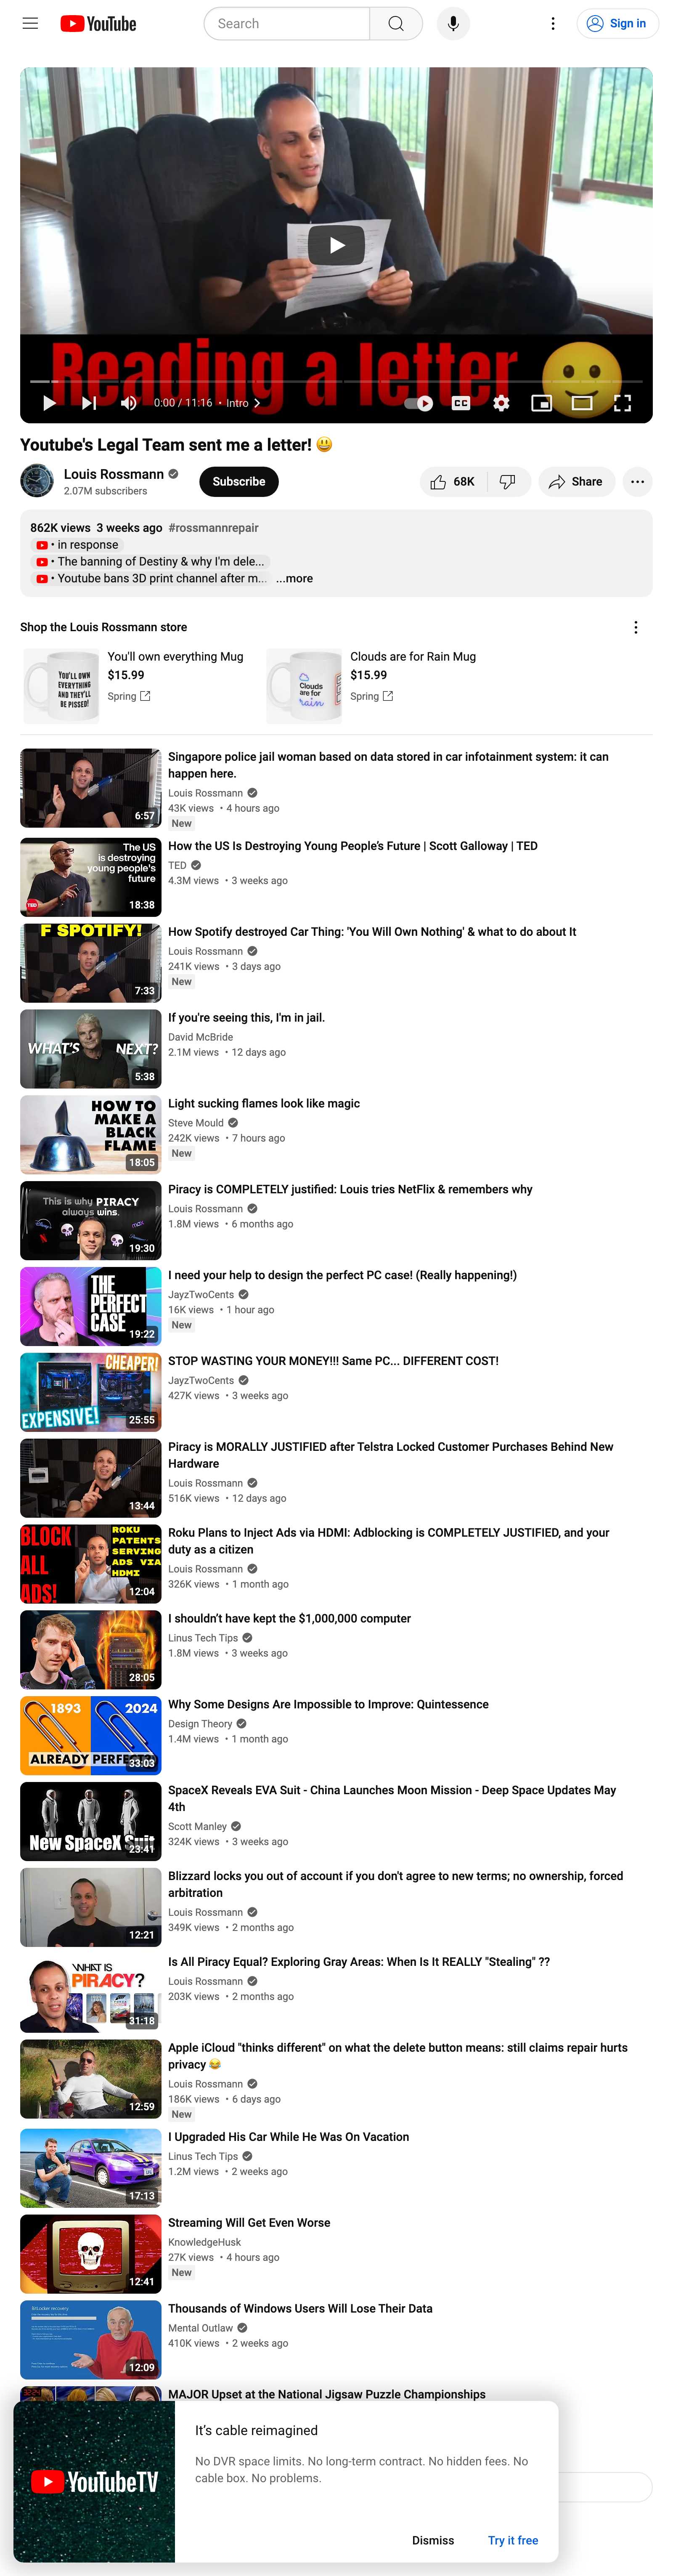 YouTube
Search
Sign in
Reading a letter
0:00 / 11:16 • Intro
CC
Youtube's Legal Team sent me a letter! 😃
Louis Rossmann
2.07M subscribers
Subscribe
68K
Share
862K views 3 weeks ago #rossmannrepair
• in response
• The banning of Destiny & why I'm dele...
• Youtube bans 3D print channel after m... ...more
Shop the Louis Rossmann store
YOU'LL OWN
EVERYTHING
AND THEY'LL
BE PISSED!
You'll own everything Mug
$15.99
Spring
Clouds
are for
rain
Clouds are for Rain Mug
$15.99
Spring
6:57
Singapore police jail woman based on data stored in car infotainment system: it can
happen here.
Louis Rossmann
43K views • 4 hours ago
New
The US
is destroying
young people's
future
TED
18:38
How the US Is Destroying Young People's Future | Scott Galloway | TED
TED
4.3M views • 3 weeks ago
F SPOTIFY!
7:33
How Spotify destroyed Car Thing: 'You Will Own Nothing' & what to do about It
Louis Rossmann
241K views • 3 days ago
New
WHAT'S NEXT?
5:38
If you're seeing this, I'm in jail.
David McBride
2.1M views • 12 days ago
HOW TO
MAKE A
BLACK
FLAME
18:05
Light sucking flames look like magic
Steve Mould
242K views • 7 hours ago
New
This is why PIRACY
always wins.
19:30
Piracy is COMPLETELY justified: Louis tries NetFlix & remembers why
Louis Rossmann
1.8M views • 6 months ago
THE
PERFECT
CASE
19:22
I need your help to design the perfect PC case! (Really happening!)
JayzTwoCents
16K views • 1 hour ago
New
CHEAPER!
EXPENSIVE!
25:55
STOP WASTING YOUR MONEY!!! Same PC... DIFFERENT COST!
JayzTwoCents
427K views • 3 weeks ago
13:44
Piracy is MORALLY JUSTIFIED after Telstra Locked Customer Purchases Behind New
Hardware
Louis Rossmann
516K views • 12 days ago
BLOCK
ALL
ADS!
ROKU
PATENTS
SERVING
ADS VIA
HDMI
12:04
Roku Plans to Inject Ads via HDMI: Adblocking is COMPLETELY JUSTIFIED, and your
duty as a citizen
Louis Rossmann
326K views • 1 month ago
28:05
I shouldn't have kept the $1,000,000 computer
Linus Tech Tips
1.8M views • 3 weeks ago
1893 2024
ALREADY PERFECT
33:03
Why Some Designs Are Impossible to Improve: Quintessence
Design Theory
1.4M views • 1 month ago
New SpaceX Suit
23:41
SpaceX Reveals EVA Suit - China Launches Moon Mission - Deep Space Updates May
4th
Scott Manley
324K views • 3 weeks ago
12:21
Blizzard locks you out of account if you don't agree to new terms; no ownership, forced
arbitration
Louis Rossmann
349K views • 2 months ago
WHAT IS
PIRACY?
31:18
Is All Piracy Equal? Exploring Gray Areas: When Is It REALLY "Stealing" ??
Louis Rossmann
203K views • 2 months ago
12:59
Apple iCloud "thinks different" on what the delete button means: still claims repair hurts
privacy 😂
Louis Rossmann
186K views • 6 days ago
New
17:13
I Upgraded His Car While He Was On Vacation
Linus Tech Tips
1.2M views • 2 weeks ago
12:41
Streaming Will Get Even Worse
KnowledgeHusk
27K views • 4 hours ago
New
BitLocker recovery
12:09
Thousands of Windows Users Will Lose Their Data
Mental Outlaw
410K views • 2 weeks ago
MAJOR Upset at the National Jigsaw Puzzle Championships
YouTubeTV
It's cable reimagined
No DVR space limits. No long-term contract. No hidden fees. No
cable box. No problems.
Dismiss
Try it free